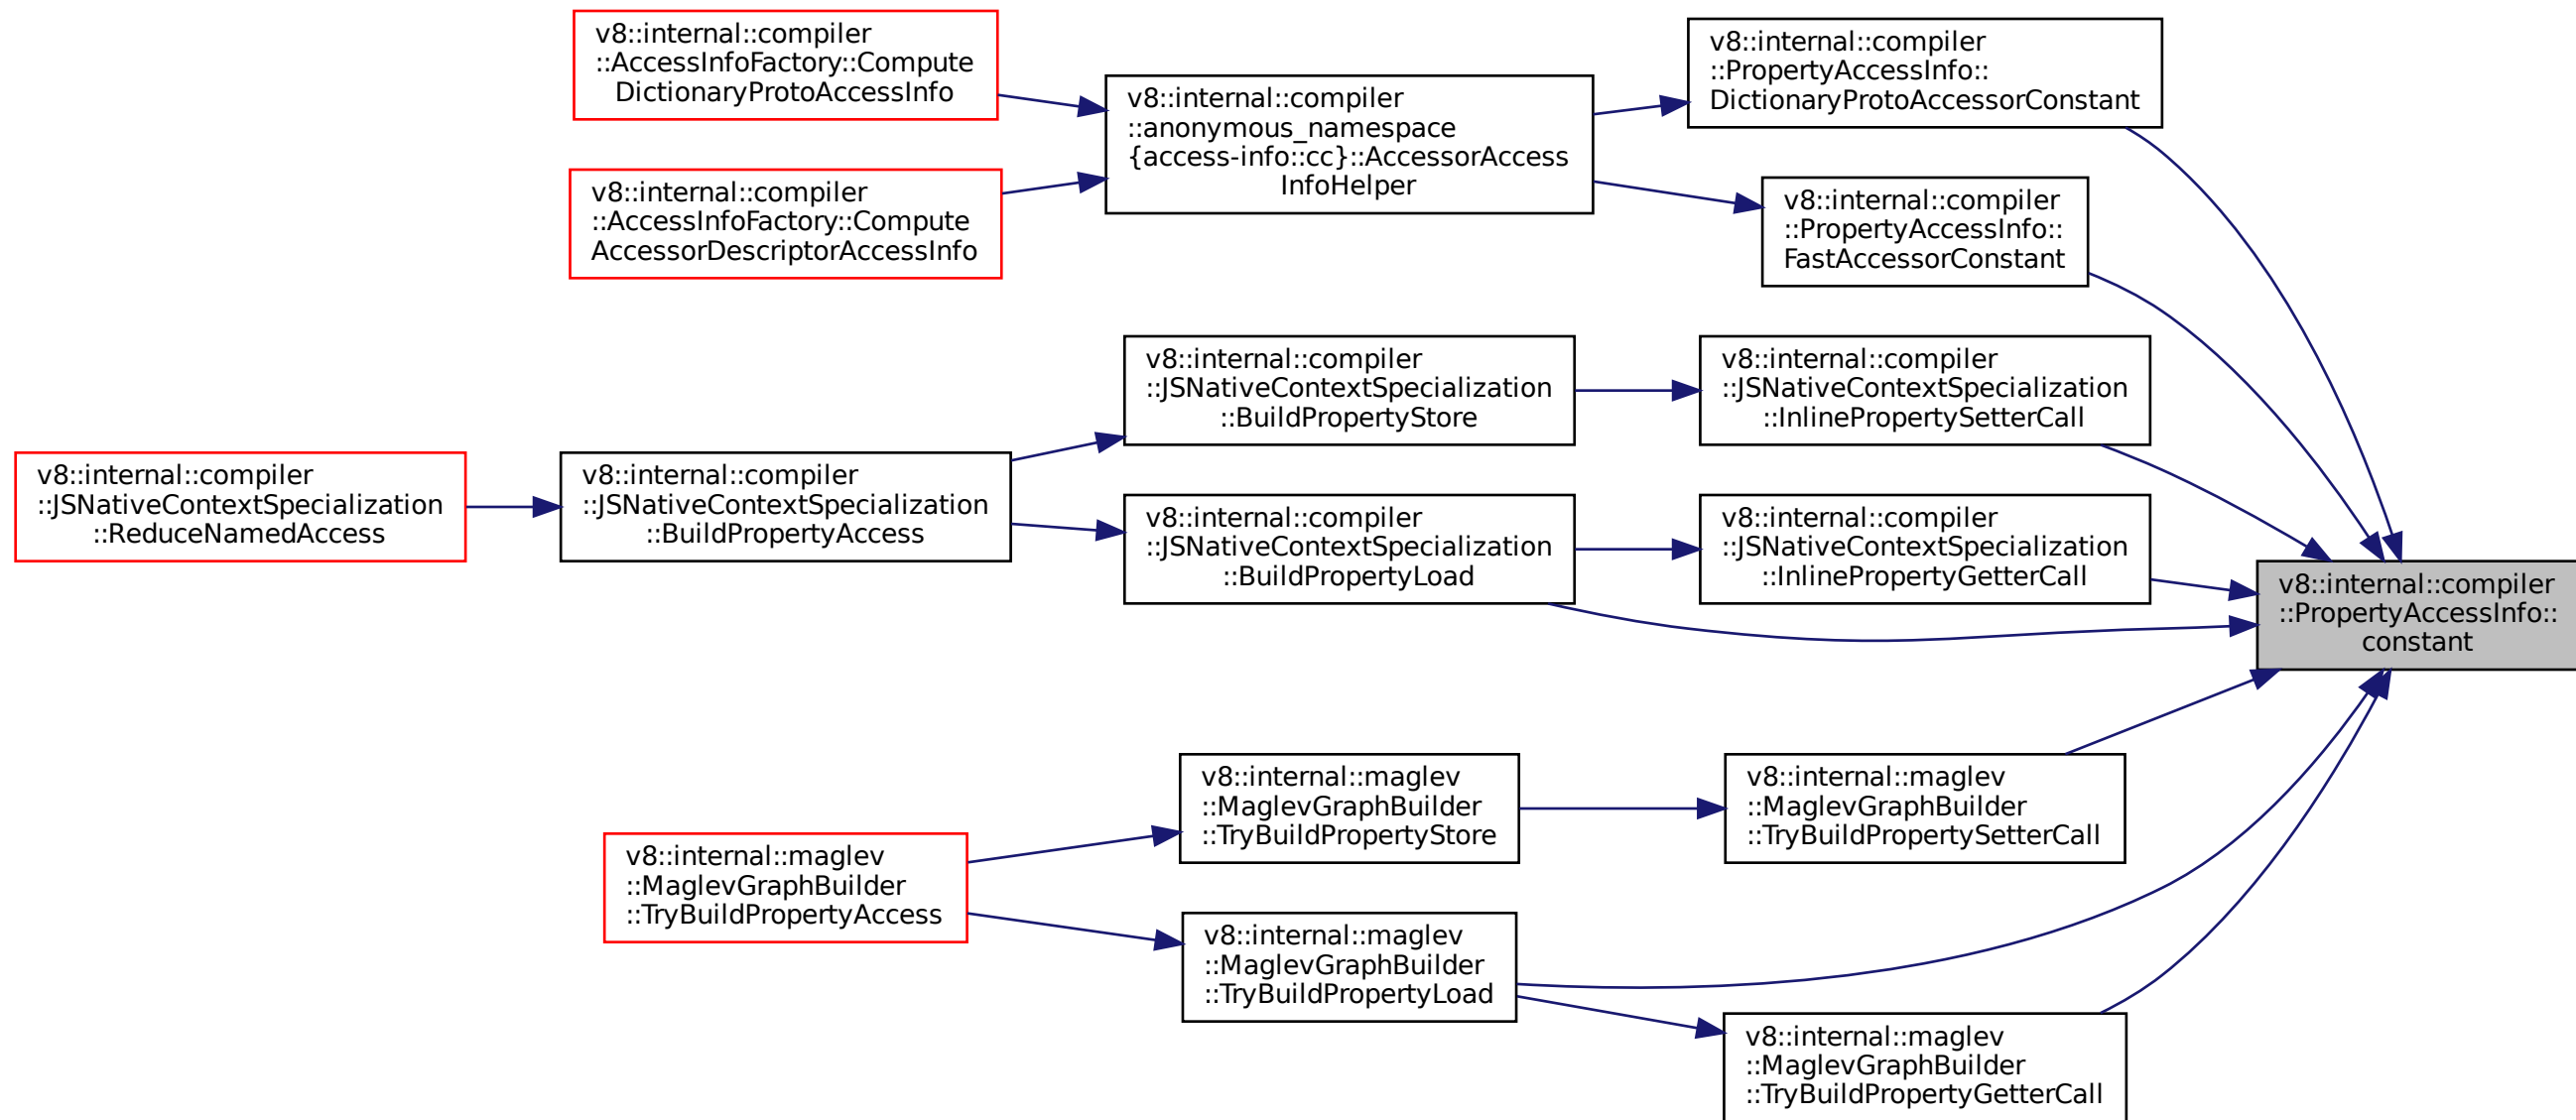 v8::internal::compiler
::AccessInfoFactory::Compute
DictionaryProtoAccessInfo
v8::internal::compiler
::AccessInfoFactory::Compute
AccessorDescriptorAccessInfo
v8::internal::compiler
::anonymous_namespace
{access-info::cc}::AccessorAccess
InfoHelper
v8::internal::compiler
::PropertyAccessInfo::
DictionaryProtoAccessorConstant
v8::internal::compiler
::PropertyAccessInfo::
FastAccessorConstant
v8::internal::compiler
::JSNativeContextSpecialization
::ReduceNamedAccess
v8::internal::compiler
::JSNativeContextSpecialization
::BuildPropertyAccess
v8::internal::compiler
::JSNativeContextSpecialization
::BuildPropertyStore
v8::internal::compiler
::JSNativeContextSpecialization
::InlinePropertySetterCall
v8::internal::compiler
::JSNativeContextSpecialization
::BuildPropertyLoad
v8::internal::compiler
::JSNativeContextSpecialization
::InlinePropertyGetterCall
v8::internal::compiler
::PropertyAccessInfo::
constant
v8::internal::maglev
::MaglevGraphBuilder
::TryBuildPropertyAccess
v8::internal::maglev
::MaglevGraphBuilder
::TryBuildPropertyStore
v8::internal::maglev
::MaglevGraphBuilder
::TryBuildPropertySetterCall
v8::internal::maglev
::MaglevGraphBuilder
::TryBuildPropertyLoad
v8::internal::maglev
::MaglevGraphBuilder
::TryBuildPropertyGetterCall